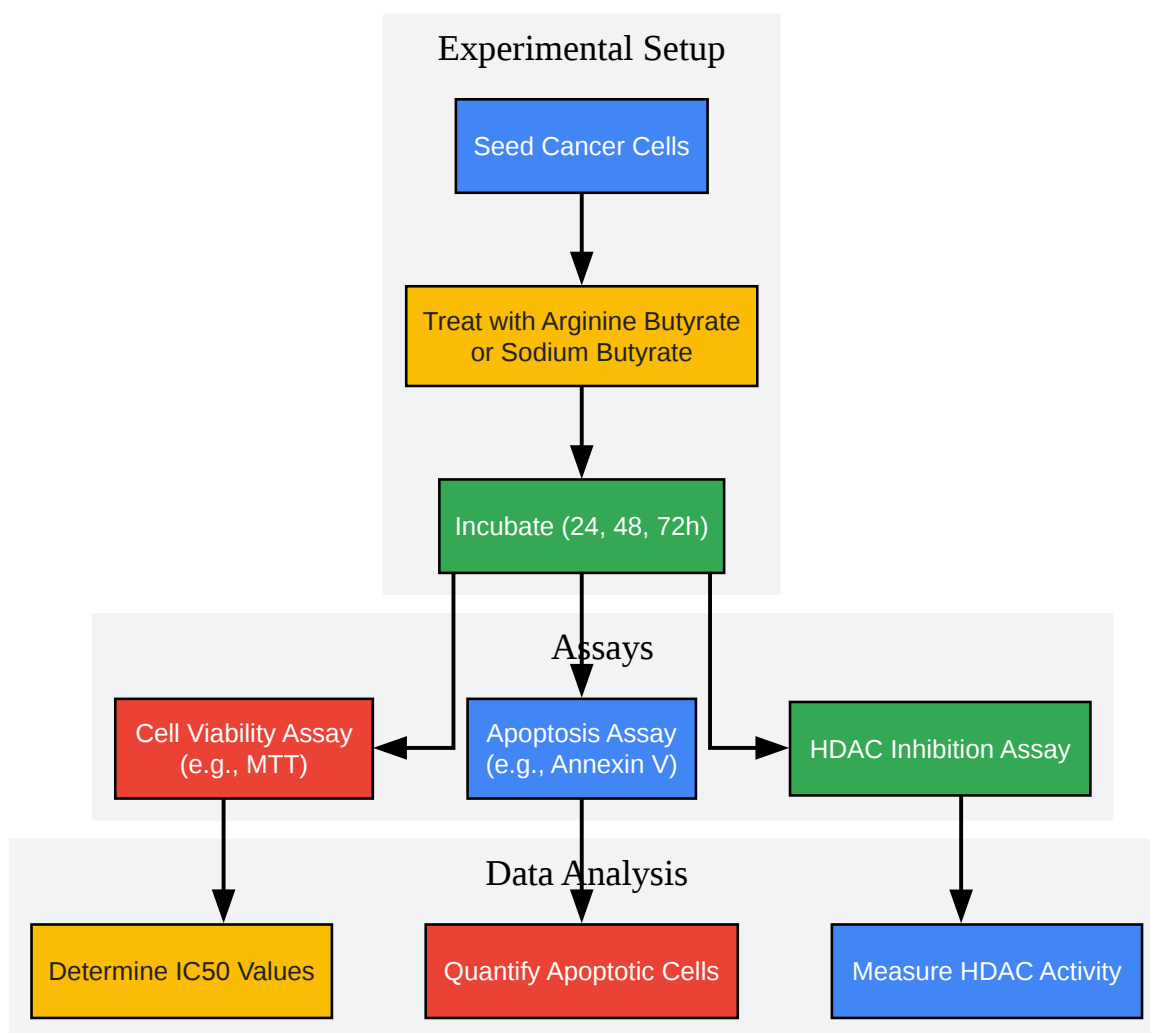 Experimental Setup
Seed Cancer Cells
Treat with Arginine Butyrate
or Sodium Butyrate
Incubate (24, 48, 72h)
Assays
Cell Viability Assay
(e.g., MTT)
Apoptosis Assay
(e.g., Annexin V)
HDAC Inhibition Assay
Data Analysis
Determine IC50 Values
Quantify Apoptotic Cells
Measure HDAC Activity